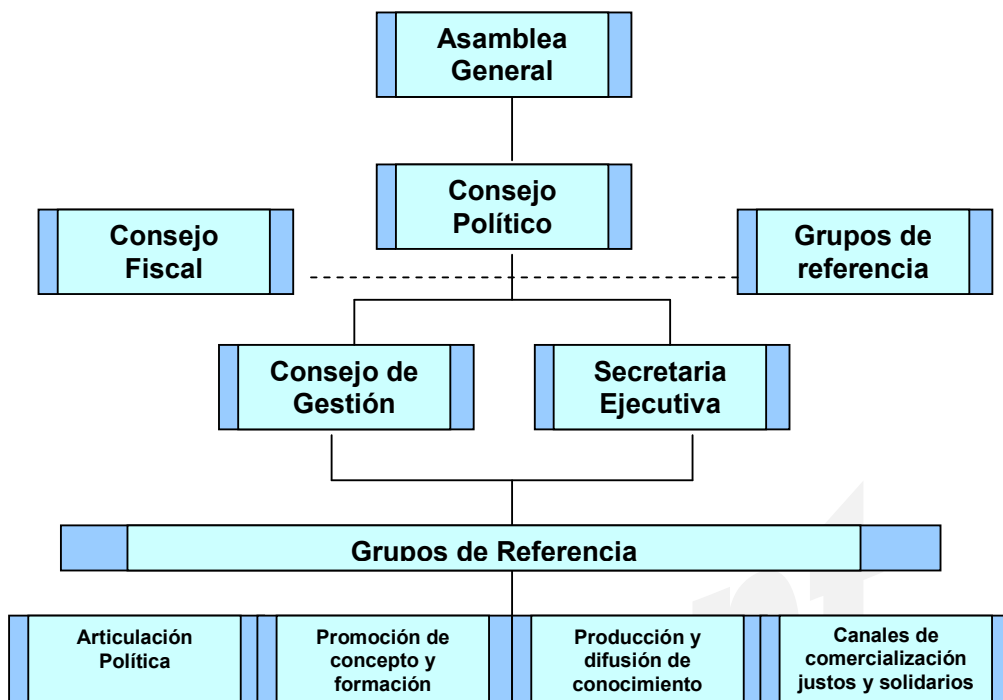 Asamblea
General
Consejo
Político
Consejo
Fiscal
Grupos de
referencia
Consejo de
Gestión
Secretaria
Ejecutiva
Grupos de Referencia
Articulación
Política
Promoción de
concepto y
formación
Producción y
difusión de
conocimiento
Canales de
comercialización
justos y solidarios